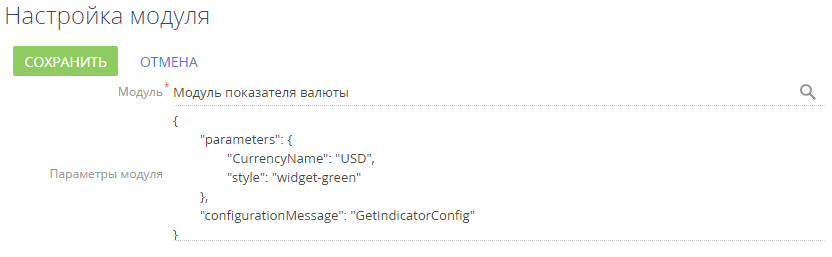 Настройка модуля
СОХРАНИТЬ ОТМЕНА
Модуль* Модуль показателя валюты
{
"parameters": {
"CurrencyName": "USD",
Параметры модуля "style": "widget-green"
},
"configurationMessage": "GetIndicatorConfig"
}